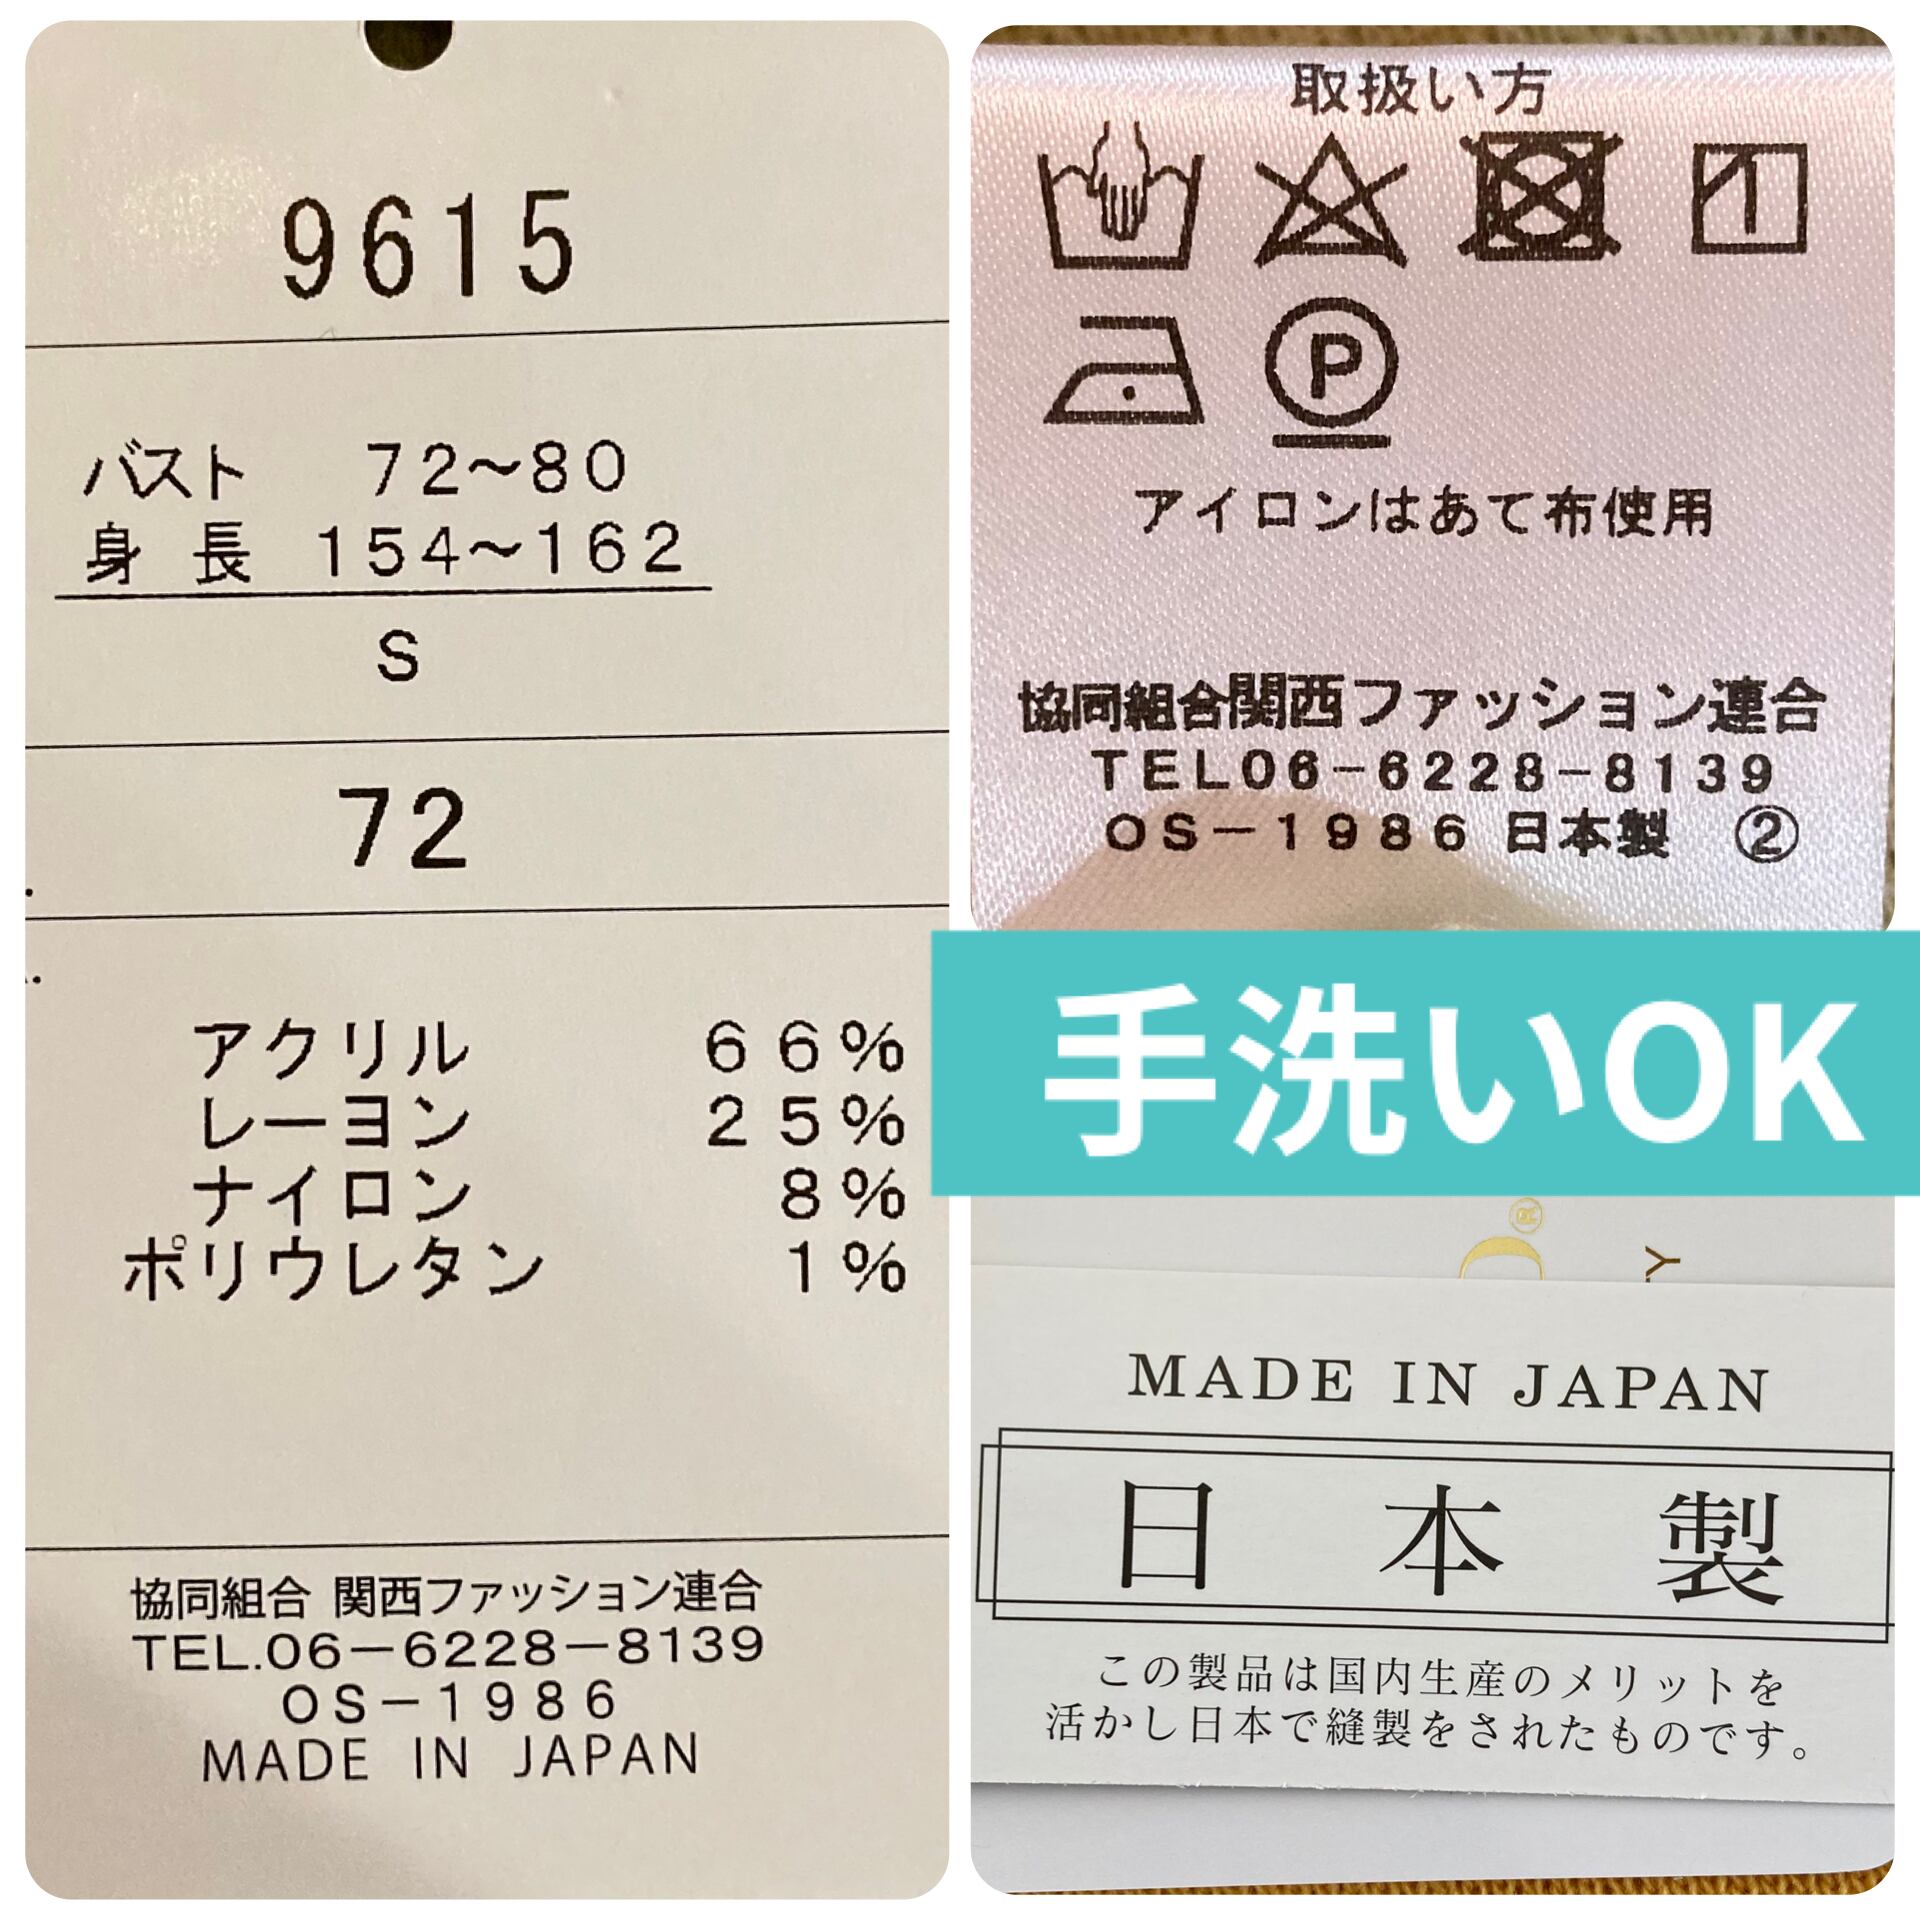 9615
バスト 72～80
身長 154～162
S
72
アクリル 66%
レーヨン 25%
ナイロン 8%
ポリウレタン 1%
協同組合 関西ファッション連合
TEL.06－6228－8139
OS－1986
MADE IN JAPAN
取扱い方
P
アイロンはあて布使用
協同組合関西ファッション連合
TEL06－6228－8139
OS－1986 日本製 ②
手洗いOK
Y
MADE IN JAPAN
日本製
この製品は国内生産のメリットを
活かし日本で縫製をされたものです。